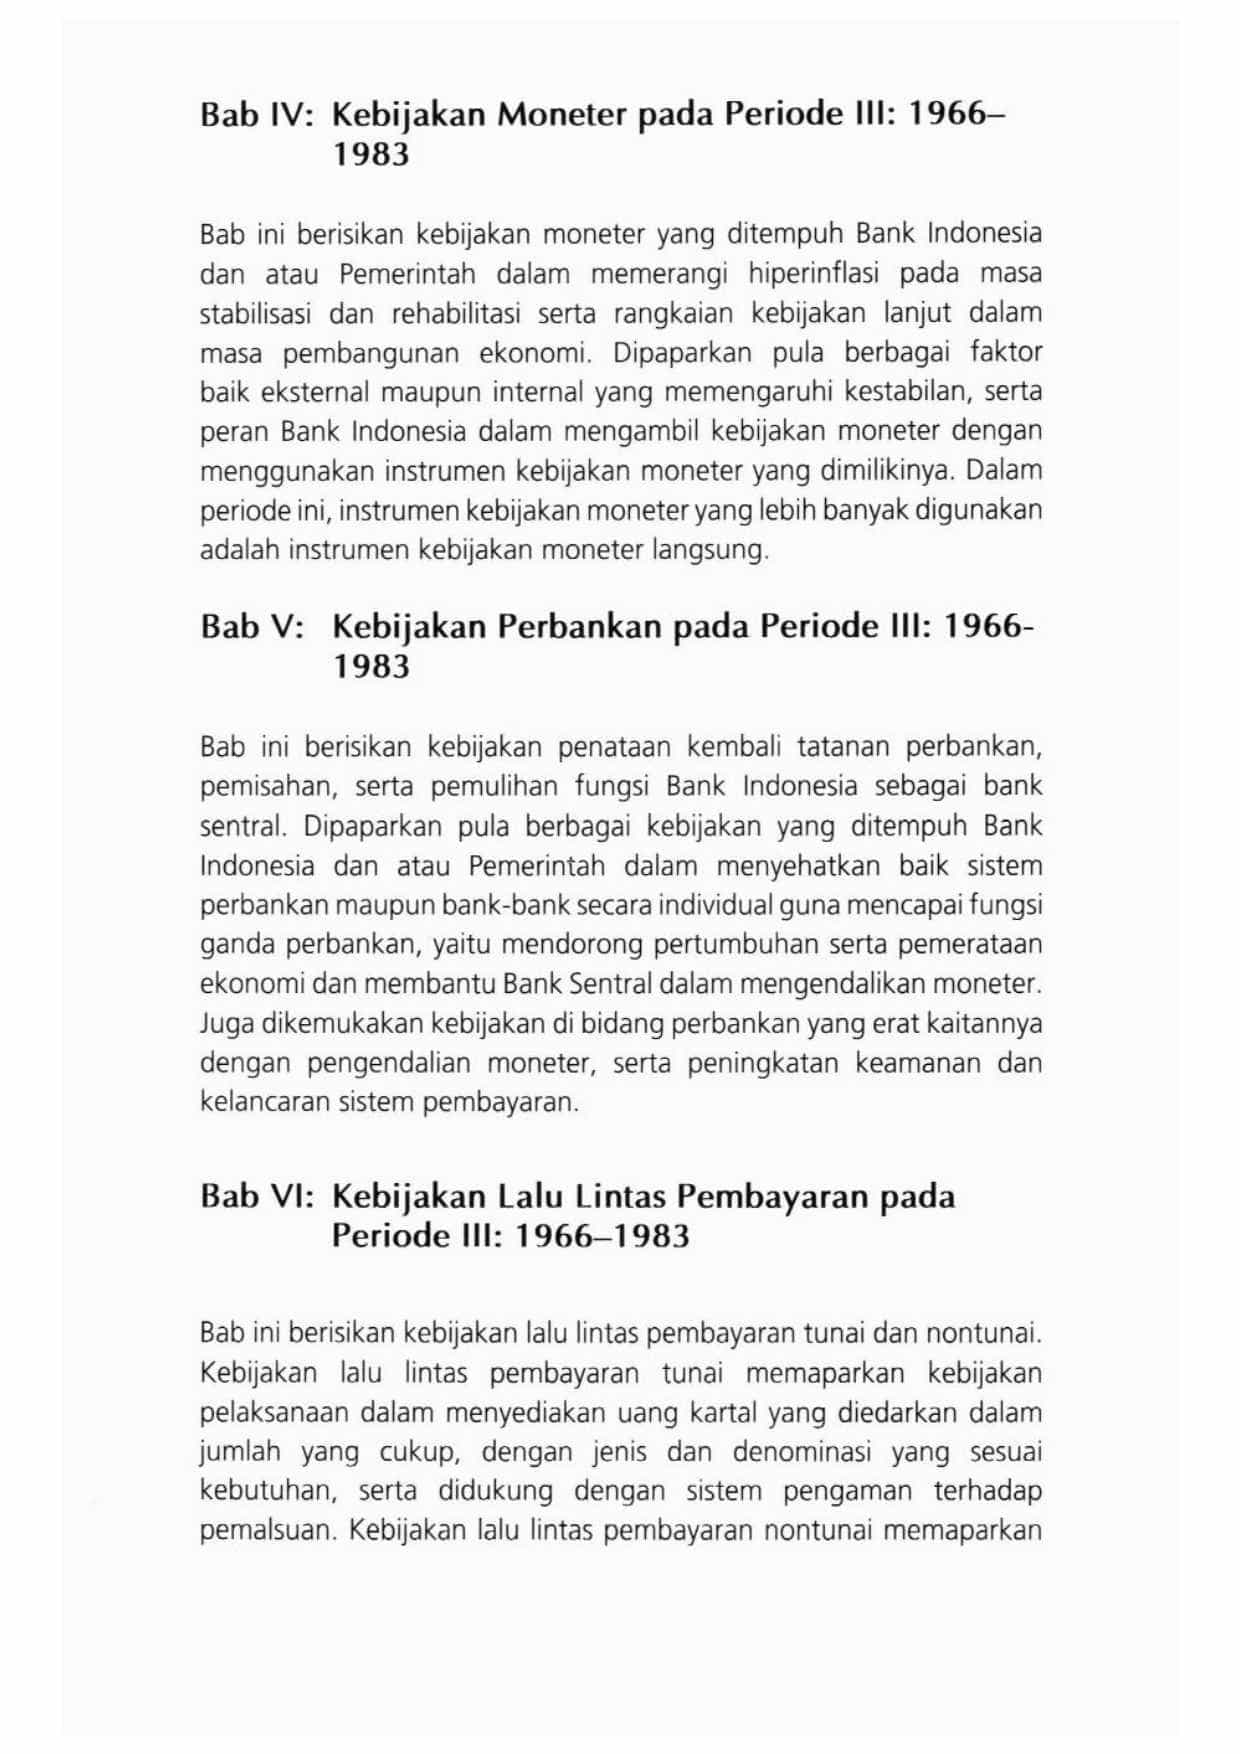 Bab IV: Kebijakan Moneter pada Periode III: 1966–
1983
Bab ini berisikan kebijakan moneter yang ditempuh Bank Indonesia
dan atau Pemerintah dalam memerangi hiperinflasi pada masa
stabilisasi dan rehabilitasi serta rangkaian kebijakan lanjut dalam
masa pembangunan ekonomi. Dipaparkan pula berbagai faktor
baik eksternal maupun internal yang memengaruhi kestabilan, serta
peran Bank Indonesia dalam mengambil kebijakan moneter dengan
menggunakan instrumen kebijakan moneter yang dimilikinya. Dalam
periode ini, instrumen kebijakan moneter yang lebih banyak digunakan
adalah instrumen kebijakan moneter langsung.
Bab V: Kebijakan Perbankan pada Periode III: 1966-
1983
Bab ini berisikan kebijakan penataan kembali tatanan perbankan,
pemisahan, serta pemulihan fungsi Bank Indonesia sebagai bank
sentral. Dipaparkan pula berbagai kebijakan yang ditempuh Bank
Indonesia dan atau Pemerintah dalam menyehatkan baik sistem
perbankan maupun bank-bank secara individual guna mencapai fungsi
ganda perbankan, yaitu mendorong pertumbuhan serta pemerataan
ekonomi dan membantu Bank Sentral dalam mengendalikan moneter.
Juga dikemukakan kebijakan di bidang perbankan yang erat kaitannya
dengan pengendalian moneter, serta peningkatan keamanan dan
kelancaran sistem pembayaran.
Bab VI: Kebijakan Lalu Lintas Pembayaran pada
Periode III: 1966–1983
Bab ini berisikan kebijakan lalu lintas pembayaran tunai dan nontunai.
Kebijakan lalu lintas pembayaran tunai memaparkan kebijakan
pelaksanaan dalam menyediakan uang kartal yang diedarkan dalam
jumlah yang cukup, dengan jenis dan denominasi yang sesuai
kebutuhan, serta didukung dengan sistem pengaman terhadap
pemalsuan. Kebijakan lalu lintas pembayaran nontunai memaparkan